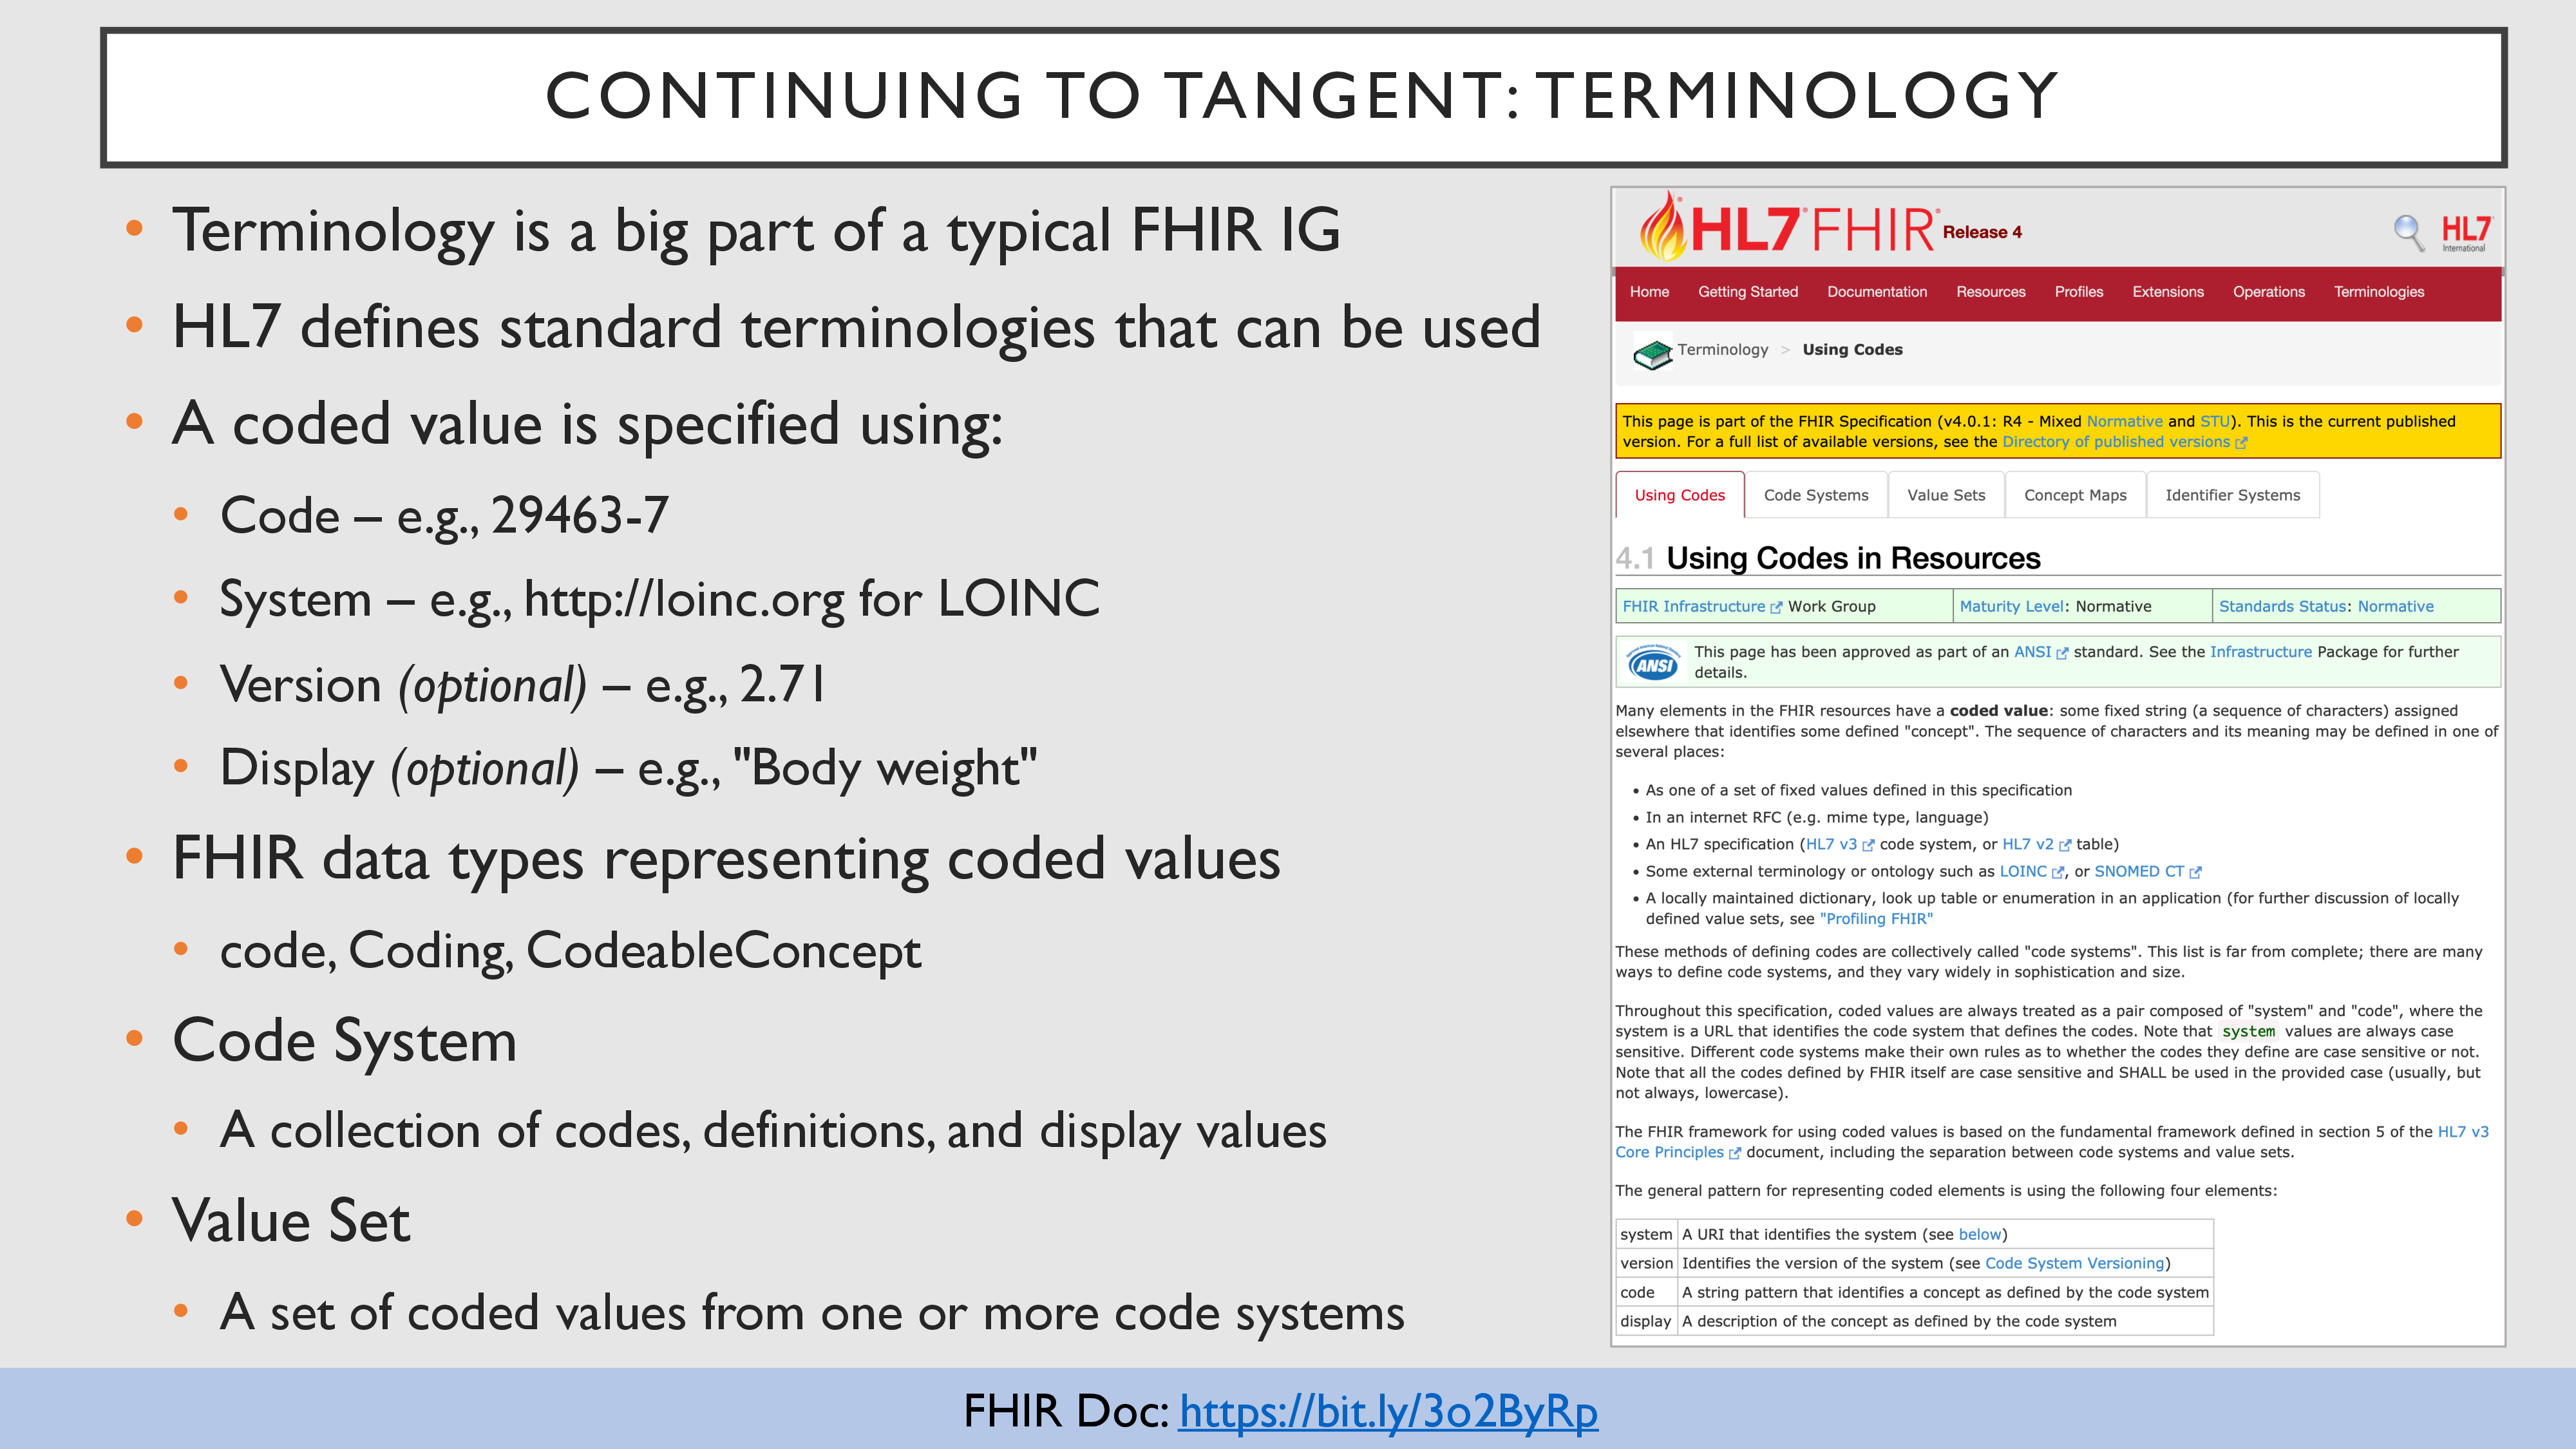 CONTINUING TO TANGENT: TERMINOLOGY
• Terminology is a big part of a typical FHIR IG
• HL7 defines standard terminologies that can be used
• A coded value is specified using:
• Code – e.g., 29463-7
• System – e.g., http://loinc.org for LOINC
• Version (optional) – e.g., 2.71
• Display (optional) – e.g., "Body weight"
• FHIR data types representing coded values
• code, Coding, CodeableConcept
• Code System
• A collection of codes, definitions, and display values
• Value Set
• A set of coded values from one or more code systems
HL7 FHIR Release 4
HL7 International
Home Getting Started Documentation Resources Profiles Extensions Operations Terminologies
Terminology > Using Codes
This page is part of the FHIR Specification (v4.0.1: R4 - Mixed Normative and STU). This is the current published
version. For a full list of available versions, see the Directory of published versions
Using Codes Code Systems Value Sets Concept Maps Identifier Systems
4.1 Using Codes in Resources
FHIR Infrastructure Work Group Maturity Level: Normative Standards Status: Normative
ANSI
This page has been approved as part of an ANSI standard. See the Infrastructure Package for further
details.
Many elements in the FHIR resources have a coded value: some fixed string (a sequence of characters) assigned
elsewhere that identifies some defined "concept". The sequence of characters and its meaning may be defined in one of
several places:
• As one of a set of fixed values defined in this specification
• In an internet RFC (e.g. mime type, language)
• An HL7 specification (HL7 v3 code system, or HL7 v2 table)
• Some external terminology or ontology such as LOINC, or SNOMED CT
• A locally maintained dictionary, look up table or enumeration in an application (for further discussion of locally
defined value sets, see "Profiling FHIR"
These methods of defining codes are collectively called "code systems". This list is far from complete; there are many
ways to define code systems, and they vary widely in sophistication and size.
Throughout this specification, coded values are always treated as a pair composed of "system" and "code", where the
system is a URL that identifies the code system that defines the codes. Note that system values are always case
sensitive. Different code systems make their own rules as to whether the codes they define are case sensitive or not.
Note that all the codes defined by FHIR itself are case sensitive and SHALL be used in the provided case (usually, but
not always, lowercase).
The FHIR framework for using coded values is based on the fundamental framework defined in section 5 of the HL7 v3
Core Principles document, including the separation between code systems and value sets.
The general pattern for representing coded elements is using the following four elements:
system A URI that identifies the system (see below)
version Identifies the version of the system (see Code System Versioning)
code A string pattern that identifies a concept as defined by the code system
display A description of the concept as defined by the code system
FHIR Doc: https://bit.ly/3o2ByRp